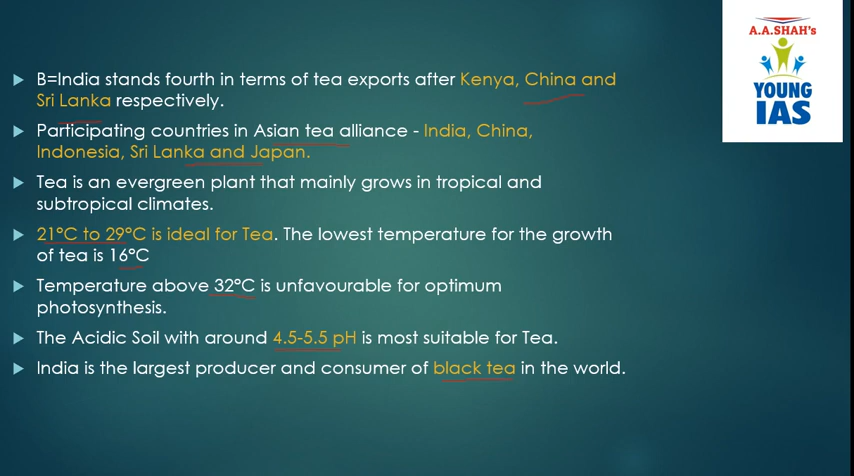 A.A.SHAH's
YOUNG
IAS
B=India stands fourth in terms of tea exports after Kenya, China and
Sri Lanka respectively.
Participating countries in Asian tea alliance - India, China,
Indonesia, Sri Lanka and Japan.
Tea is an evergreen plant that mainly grows in tropical and
subtropical climates.
21°C to 29°C is ideal for Tea. The lowest temperature for the growth
of tea is 16°C
Temperature above 32°C is unfavourable for optimum
photosynthesis.
The Acidic Soil with around 4.5-5.5 pH is most suitable for Tea.
India is the largest producer and consumer of black tea in the world.